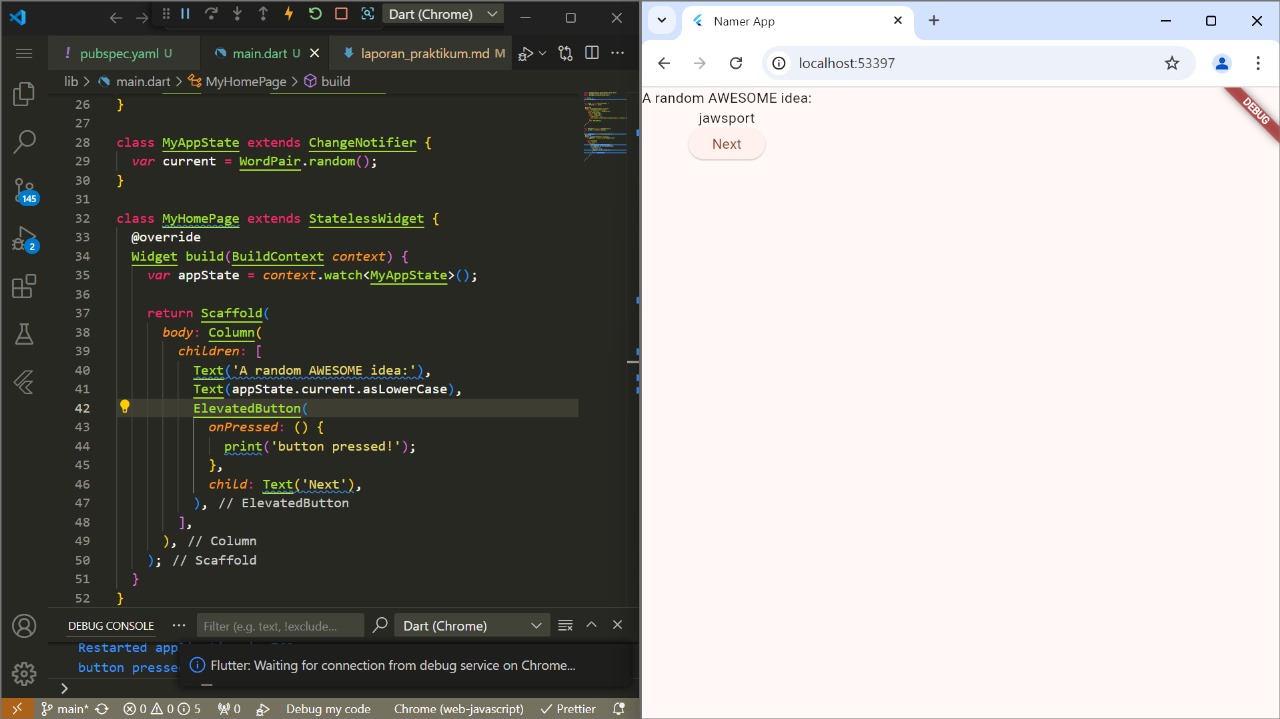 Dart (Chrome)
pubspec.yaml U
main.dart U
laporan_praktikum.md M
lib > main.dart > MyHomePage > build
26 }
27
28 class MyAppState extends ChangeNotifier {
29 var current = WordPair.random();
30 }
31
32 class MyHomePage extends StatelessWidget {
33 @override
34 Widget build(BuildContext context) {
35 var appState = context.watch<MyAppState>();
36
37 return Scaffold(
38 body: Column(
39 children: [
40 Text('A random AWESOME idea:'),
41 Text(appState.current.asLowerCase),
42 ElevatedButton(
43 onPressed: () {
44 print('button pressed!');
45 },
46 child: Text('Next'),
47 ), // ElevatedButton
48 ],
49 ), // Column
50 ); // Scaffold
51 }
52 }
145
2
DEBUG CONSOLE
Filter (e.g. text, !exclude...
Dart (Chrome)
Restarted app
button presse
Flutter: Waiting for connection from debug service on Chrome...
main* 0 0 5 0 Debug my code Chrome (web-javascript) Prettier
Namer App
localhost:53397
A random AWESOME idea:
jawsport
Next
DEBUG